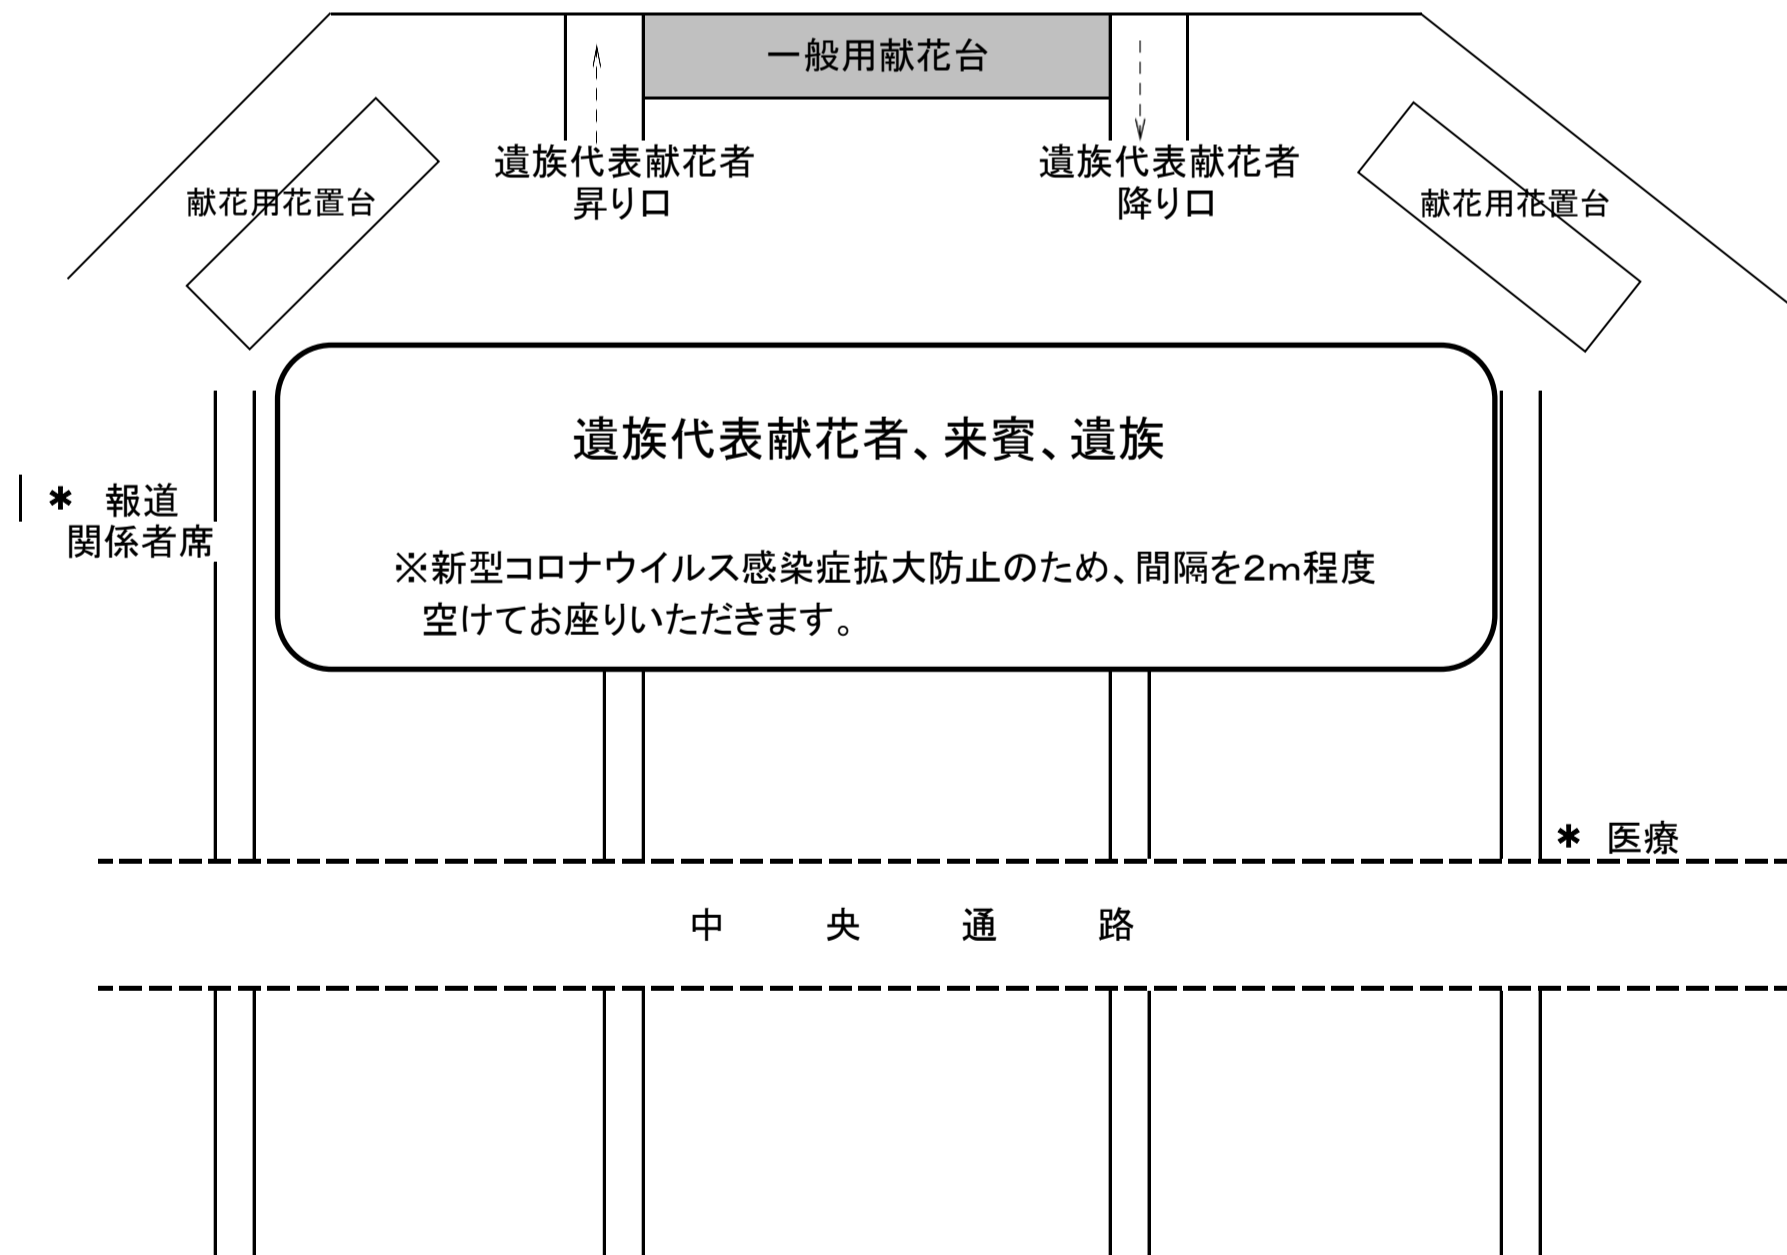 一般用献花台
遺族代表献花者
昇り口
遺族代表献花者
降り口
献花用花置台
献花用花置台
遺族代表献花者、来賓、遺族
＊ 報道
関係者席
※新型コロナウイルス感染症拡大防止のため、間隔を2m程度
空けてお座りいただきます。
＊ 医療
中 央 通 路